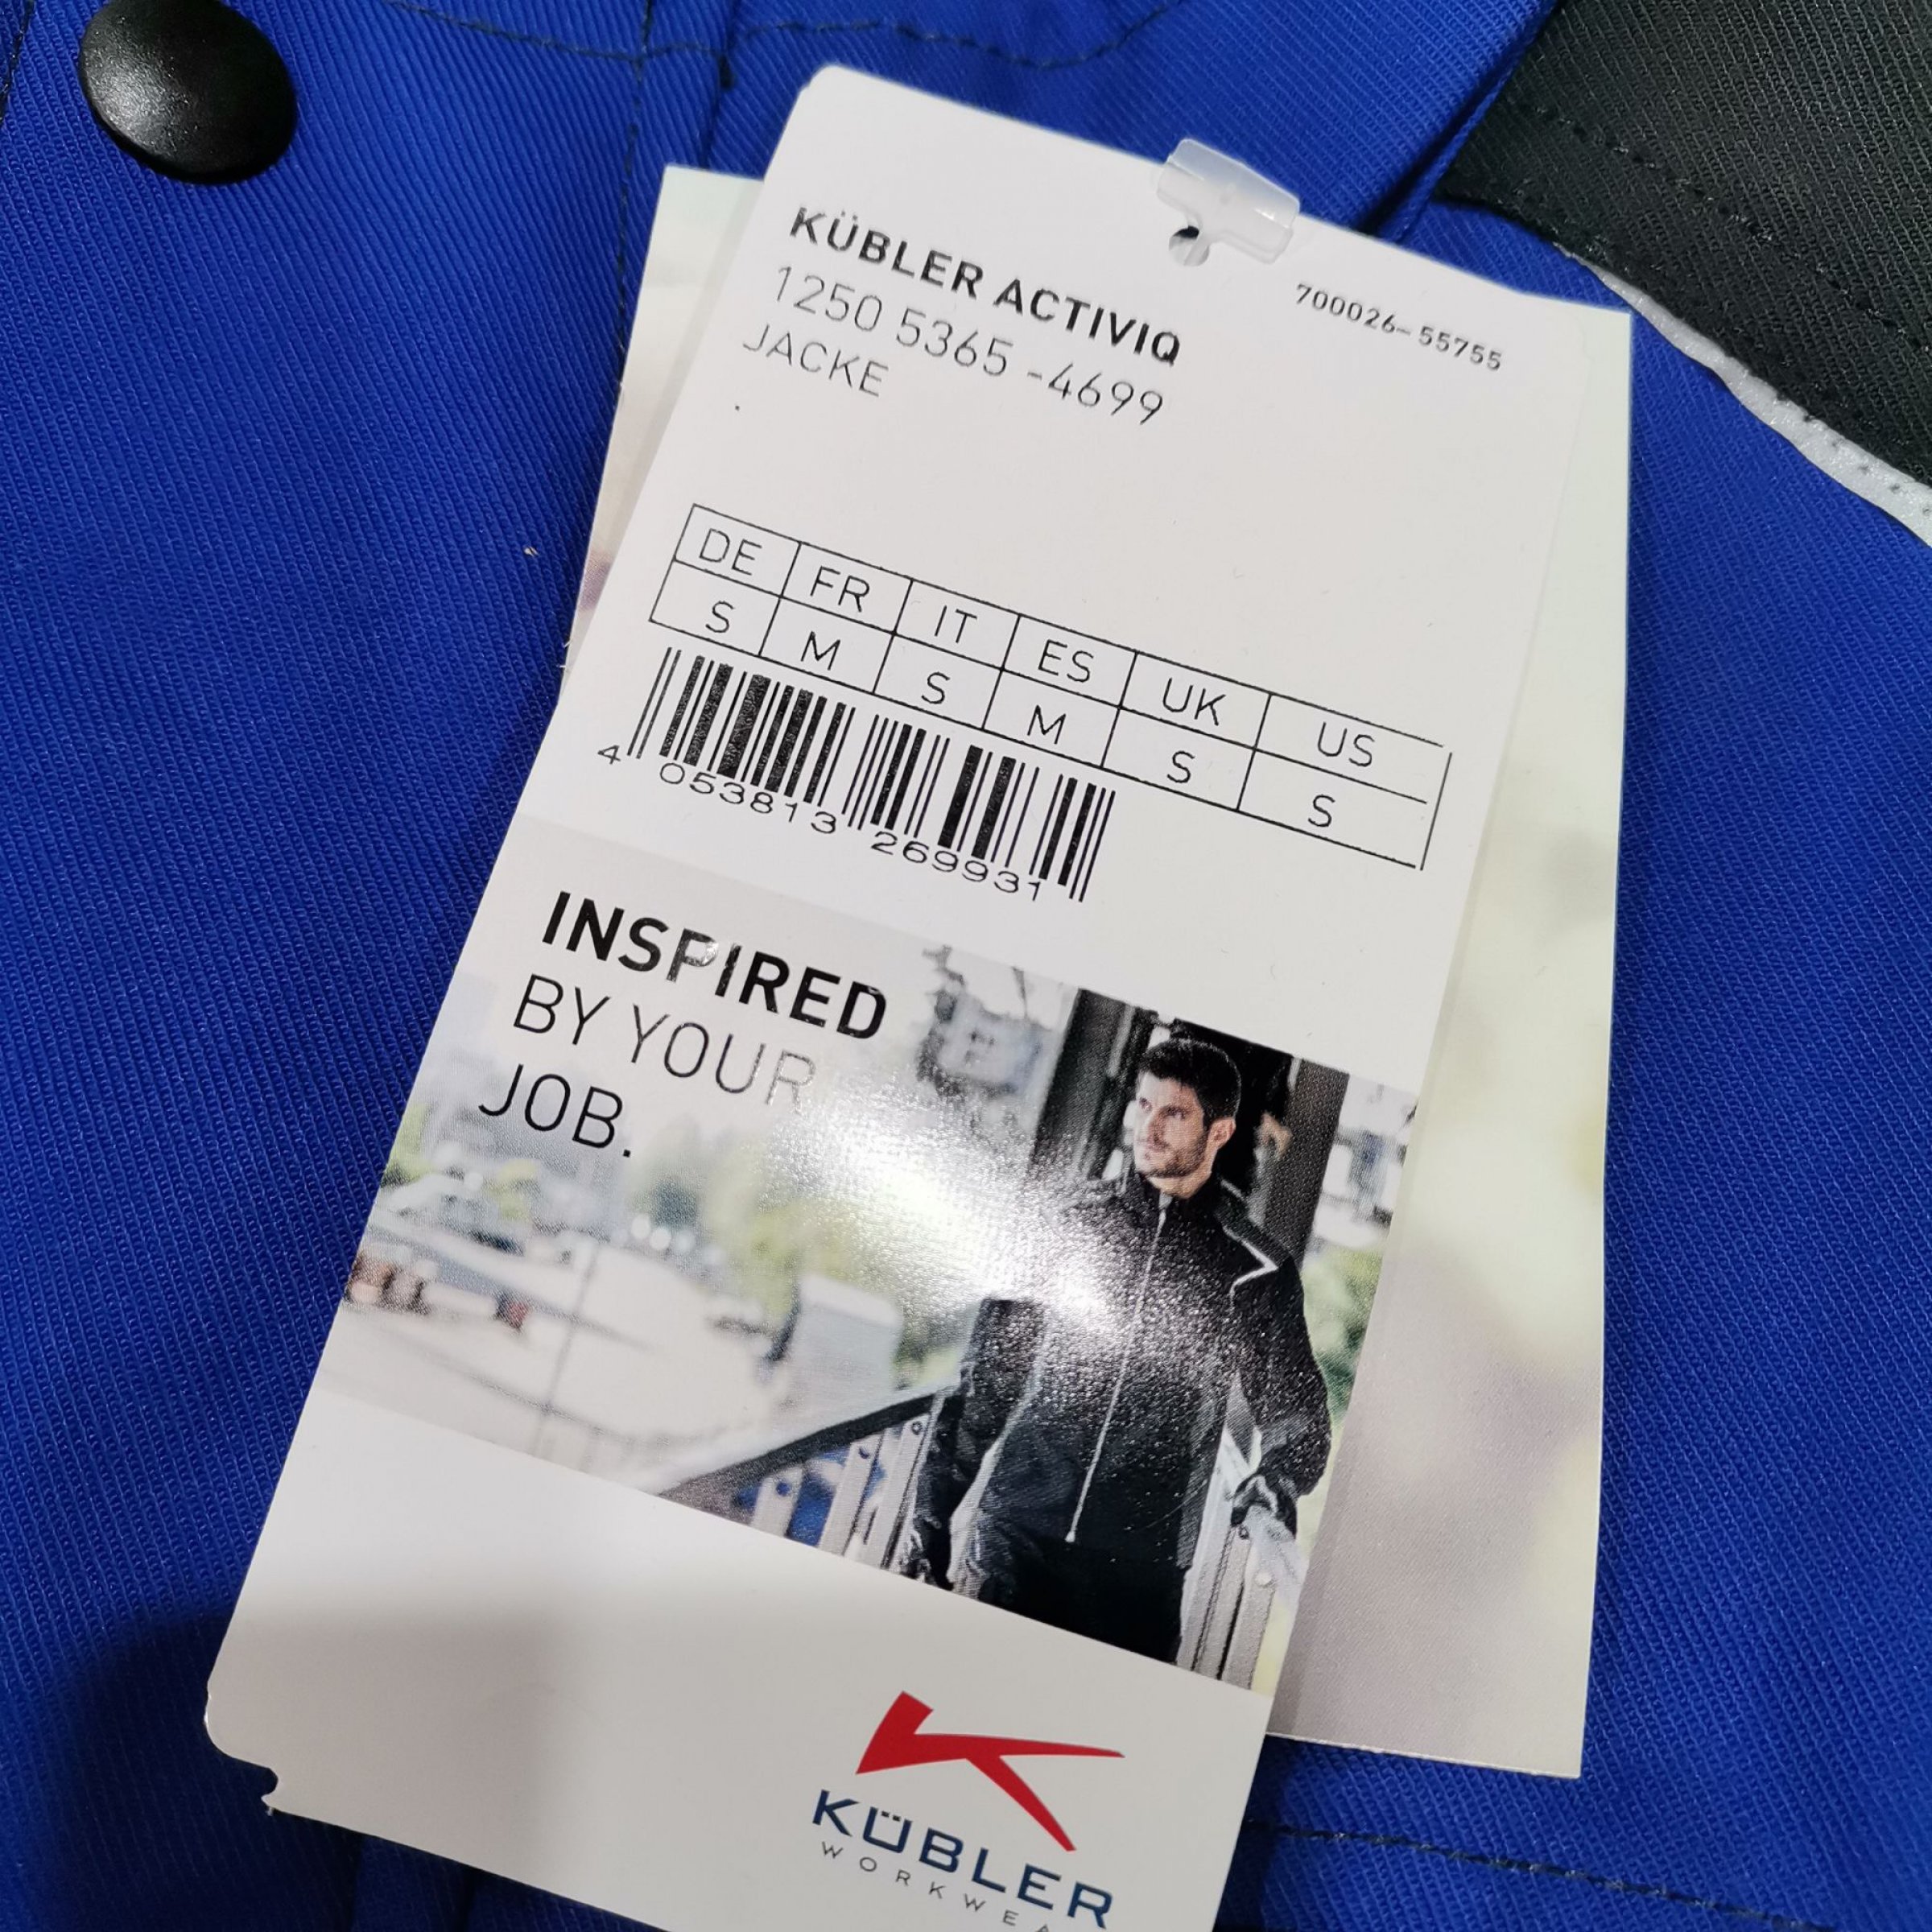 KÜBLER ACTIVIQ
1250 5365 -4699
JACKE
700026-55755
DE FR IT ES UK US
S M S M S S
4 053813 269931
INSPIRED
BY YOUR
JOB.
KÜBLER
WORKWEA